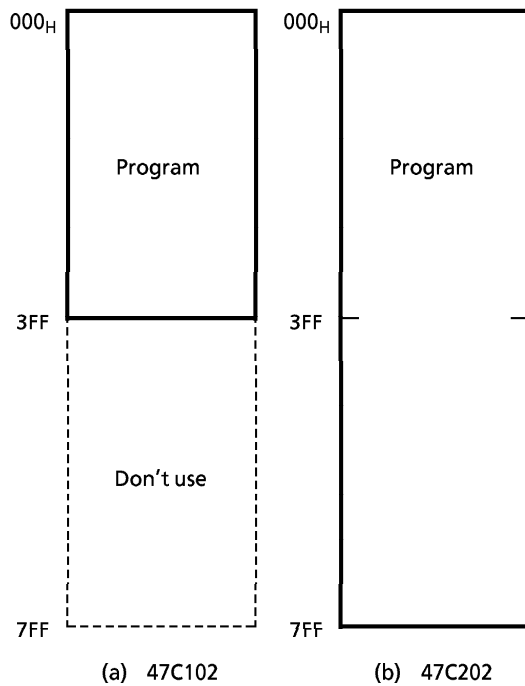 000H
000H
Program
Program
3FF
3FF
Don't use
7FF
7FF
(a) 47C102
(b) 47C202